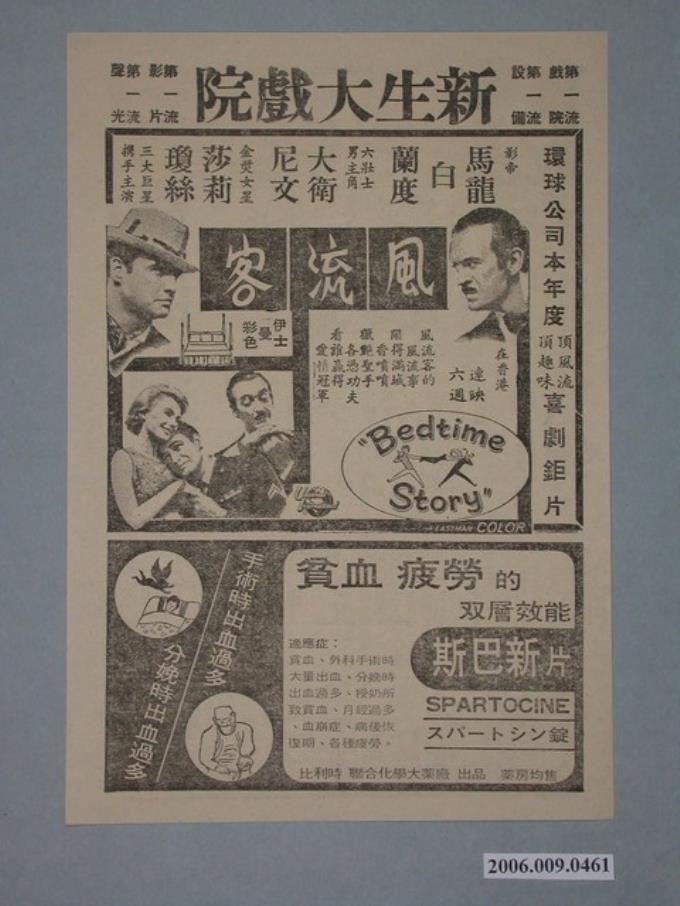 新生大戲院
第一流戲院
第一流設備
第一流影片
第一流聲光
環球公司本年度
頂風流
頂趣味
喜劇鉅片
影帝
馬龍
白
蘭度
六壯士
男主角
大衛
尼文
金獎女星
莎莉
瓊絲
三大巨星
攜手主演
風流客
伊士
曼
彩色
在香港
連映
六週
風流客的
風流事
鬧得滿城
香噴噴
獵艷聖手
各憑功夫
看誰贏得
愛情冠軍
"Bedtime
Story"
EASTMAN COLOR
手術時出血過多
分娩時出血過多
貧血 疲勞的
双層效能
斯巴新片
SPARTOCINE
スパートシン錠
適應症：
貧血、外科手術時
大量出血、分娩時
出血過多、授奶所
致貧血、月經過多
、血崩症、病後恢
復期、各種疲勞。
比利時 聯合化學大薬廠 出品 薬房均售
2006.009.0461